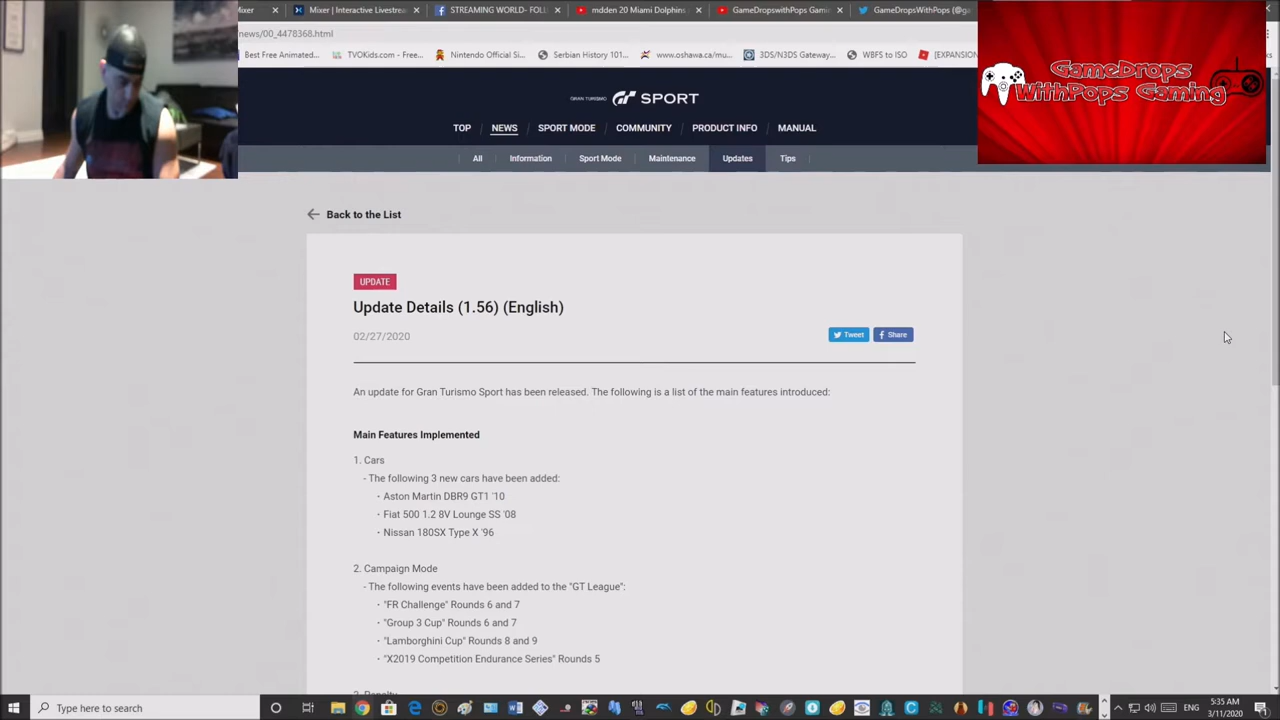 Mixer
Mixer | Interactive Livestrea
STREAMING WORLD- FOLL
mdden 20 Miami Dolphins
GameDropswithPops Gami
GameDropsWithPops (@ga
news/00_4478368.html
Best Free Animated...
TVOKids.com - Free...
Nintendo Official Si...
Serbian History 101...
www.oshawa.ca/mu...
3DS/N3DS Gateway...
WBFS to ISO
[EXPANSION
GameDrops
WithPops Gaming
GRAN TURISMO GT SPORT
TOP NEWS SPORT MODE COMMUNITY PRODUCT INFO MANUAL
All Information Sport Mode Maintenance Updates Tips
Back to the List
UPDATE
Update Details (1.56) (English)
02/27/2020
Tweet Share
An update for Gran Turismo Sport has been released. The following is a list of the main features introduced:
Main Features Implemented
1. Cars
- The following 3 new cars have been added:
・Aston Martin DBR9 GT1 '10
・Fiat 500 1.2 8V Lounge SS '08
・Nissan 180SX Type X '96
2. Campaign Mode
- The following events have been added to the "GT League":
・"FR Challenge" Rounds 6 and 7
・"Group 3 Cup" Rounds 6 and 7
・"Lamborghini Cup" Rounds 8 and 9
・"X2019 Competition Endurance Series" Rounds 5
Type here to search
ENG
5:35 AM
3/11/2020